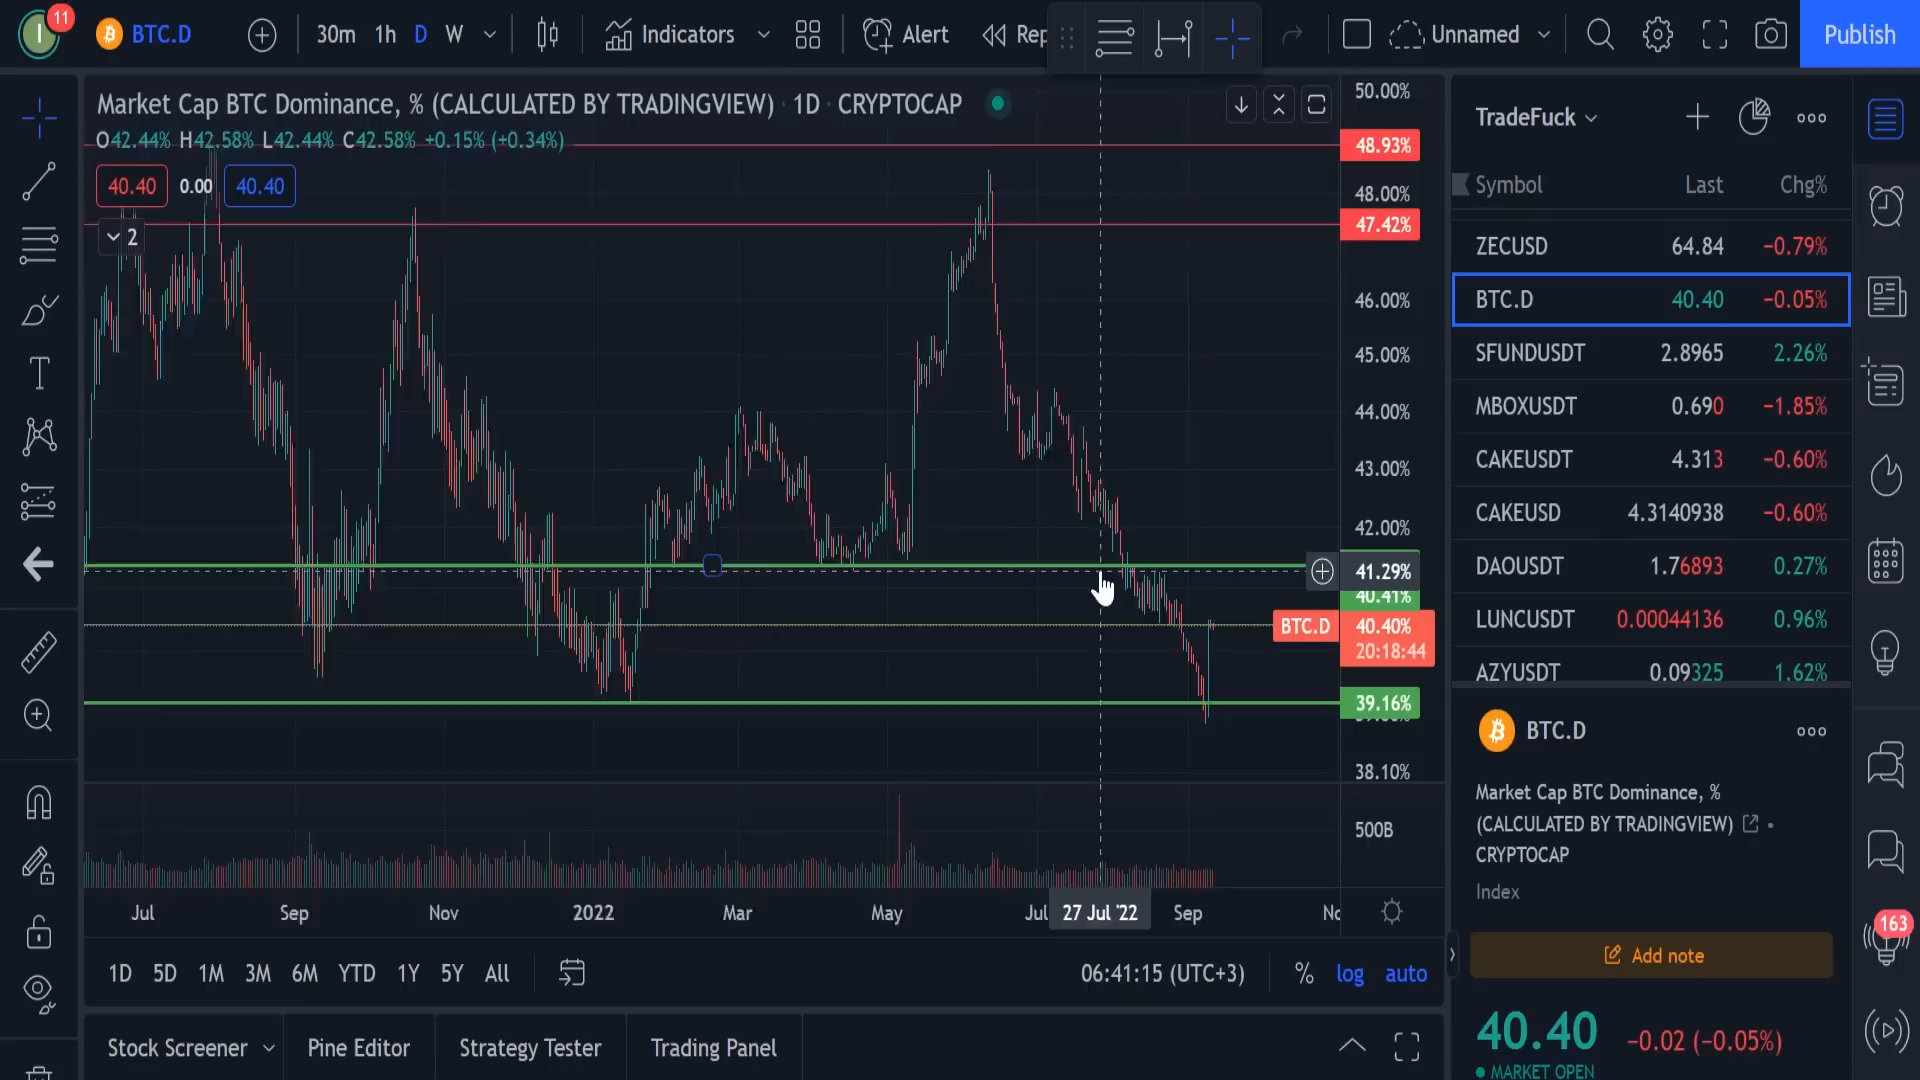 I 11 BTC.D 30m 1h D W Indicators Alert Rep Unnamed Publish
Market Cap BTC Dominance, % (CALCULATED BY TRADINGVIEW) · 1D · CRYPTOCAP
O42.44% H42.58% L42.44% C42.58% +0.15% (+0.34%)
40.40 0.00 40.40
2
50.00%
48.93%
48.00%
47.42%
46.00%
45.00%
44.00%
43.00%
42.00%
41.29%
40.41%
BTC.D 40.40%
20:18:44
39.16%
38.10%
500B
Jul Sep Nov 2022 Mar May Jul 27 Jul '22 Sep
1D 5D 1M 3M 6M YTD 1Y 5Y All 06:41:15 (UTC+3) % log auto
Stock Screener Pine Editor Strategy Tester Trading Panel
TradeFuck
Symbol Last Chg%
ZECUSD 64.84 −0.79%
BTC.D 40.40 −0.05%
SFUNDUSDT 2.8965 2.26%
MBOXUSDT 0.690 −1.85%
CAKEUSDT 4.313 −0.60%
CAKEUSD 4.3140938 −0.60%
DAOUSDT 1.76893 0.27%
LUNCUSDT 0.00044136 0.96%
AZYUSDT 0.09325 1.62%
BTC.D
Market Cap BTC Dominance, %
(CALCULATED BY TRADINGVIEW) •
CRYPTOCAP
Index
Add note
40.40 −0.02 (−0.05%)
• MARKET OPEN
163